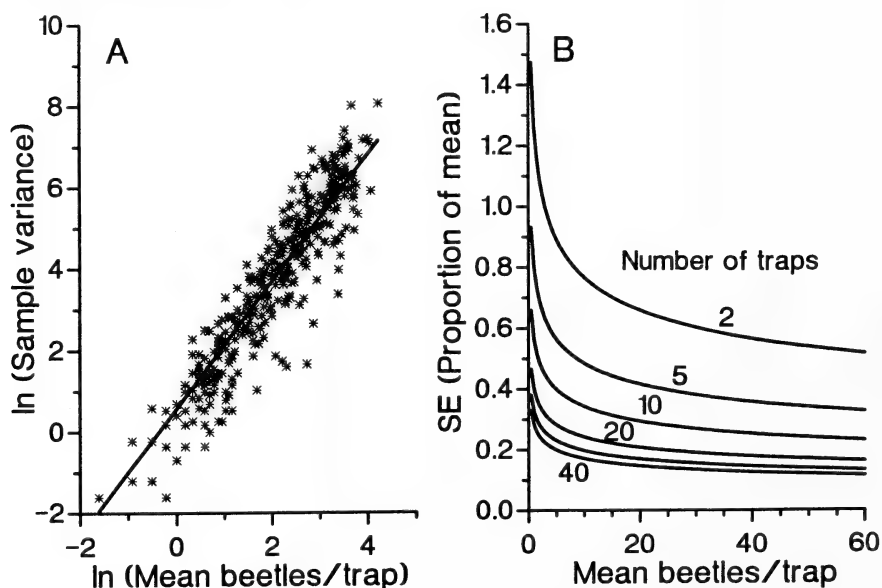 A
ln (Sample variance)
10
8
6
4
2
0
−2
−2 0 2 4
ln (Mean beetles/trap)
B
SE (Proportion of mean)
1.6
1.4
1.2
1.0
0.8
0.6
0.4
0.2
0.0
Number of traps
2
5
10
20
40
0 20 40 60
Mean beetles/trap